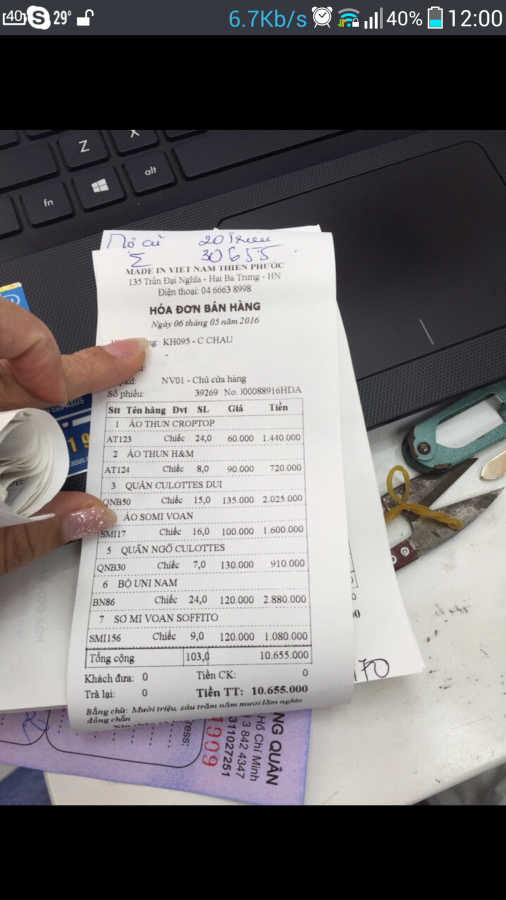 40 29° 6.7Kb/s 40% 12:00
Z
alt
fn
Nợ cũ 20 Triệu
Σ 30655
MADE IN VIET NAM THIEN PHUOC
135 Trần Đại Nghĩa - Hai Bà Trưng - HN
Điện thoại: 04 6663 8998
HÓA ĐƠN BÁN HÀNG
Ngày 06 tháng 05 năm 2016
KH095 - C CHAU
NV01 - Chủ cửa hàng
Số phiếu: 39269 No. 00088916HDA
Stt Tên hàng Đvt SL Giá Tiền
1 ÁO THUN CROPTOP
AT123 Chiếc 24,0 60.000 1.440.000
2 ÁO THUN H&M
AT124 Chiếc 8,0 90.000 720.000
3 QUẦN CULOTTES DUI
QNB50 Chiếc 15,0 135.000 2.025.000
ÁO SOMI VOAN
SMI17 Chiếc 16,0 100.000 1.600.000
5 QUẦN NGỐ CULOTTES
QNB30 Chiếc 7,0 130.000 910.000
6 BỘ UNI NAM
BN86 Chiếc 24,0 120.000 2.880.000
7 SƠ MI VOAN SOFFITO
SMI156 Chiếc 9,0 120.000 1.080.000
Tổng cộng 103,0 10.655.000
Khách đưa: 0 Tiền CK: 0
Trả lại: 0 Tiền TT: 10.655.000
Bằng chữ: Mười triệu, sáu trăm năm mươi lăm nghìn
đồng chẵn
170
NG QUÂN
Hồ Chí Minh
3 842 4347
311027251
1909
ress: